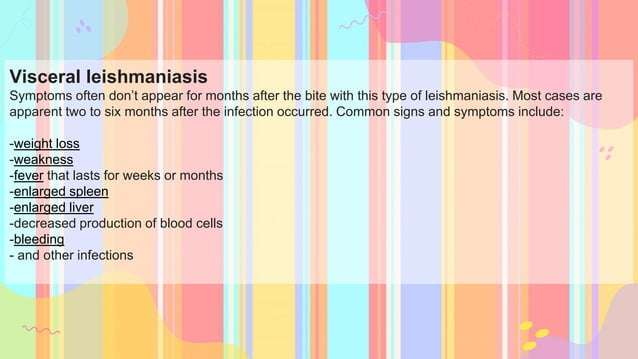 Visceral leishmaniasis
Symptoms often don’t appear for months after the bite with this type of leishmaniasis. Most cases are
apparent two to six months after the infection occurred. Common signs and symptoms include:
-weight loss
-weakness
-fever that lasts for weeks or months
-enlarged spleen
-enlarged liver
-decreased production of blood cells
-bleeding
- and other infections